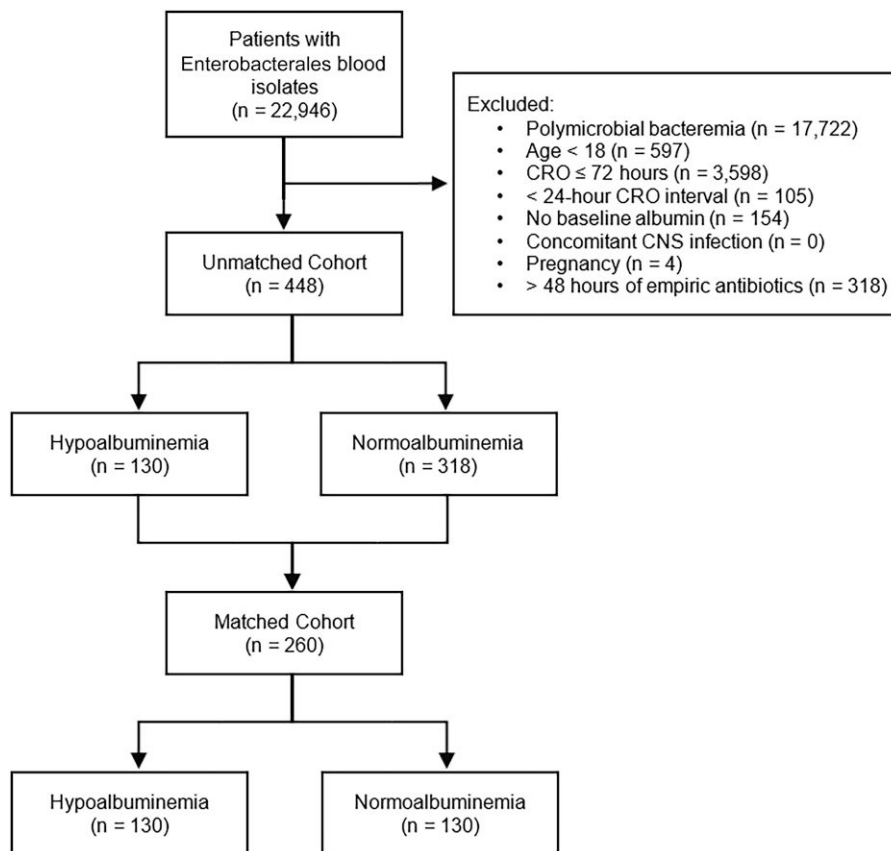 Patients with
Enterobacterales blood
isolates
(n = 22,946)
Excluded:
• Polymicrobial bacteremia (n = 17,722)
• Age < 18 (n = 597)
• CRO ≤ 72 hours (n = 3,598)
• < 24-hour CRO interval (n = 105)
• No baseline albumin (n = 154)
• Concomitant CNS infection (n = 0)
• Pregnancy (n = 4)
• > 48 hours of empiric antibiotics (n = 318)
Unmatched Cohort
(n = 448)
Hypoalbuminemia
(n = 130)
Normoalbuminemia
(n = 318)
Matched Cohort
(n = 260)
Hypoalbuminemia
(n = 130)
Normoalbuminemia
(n = 130)